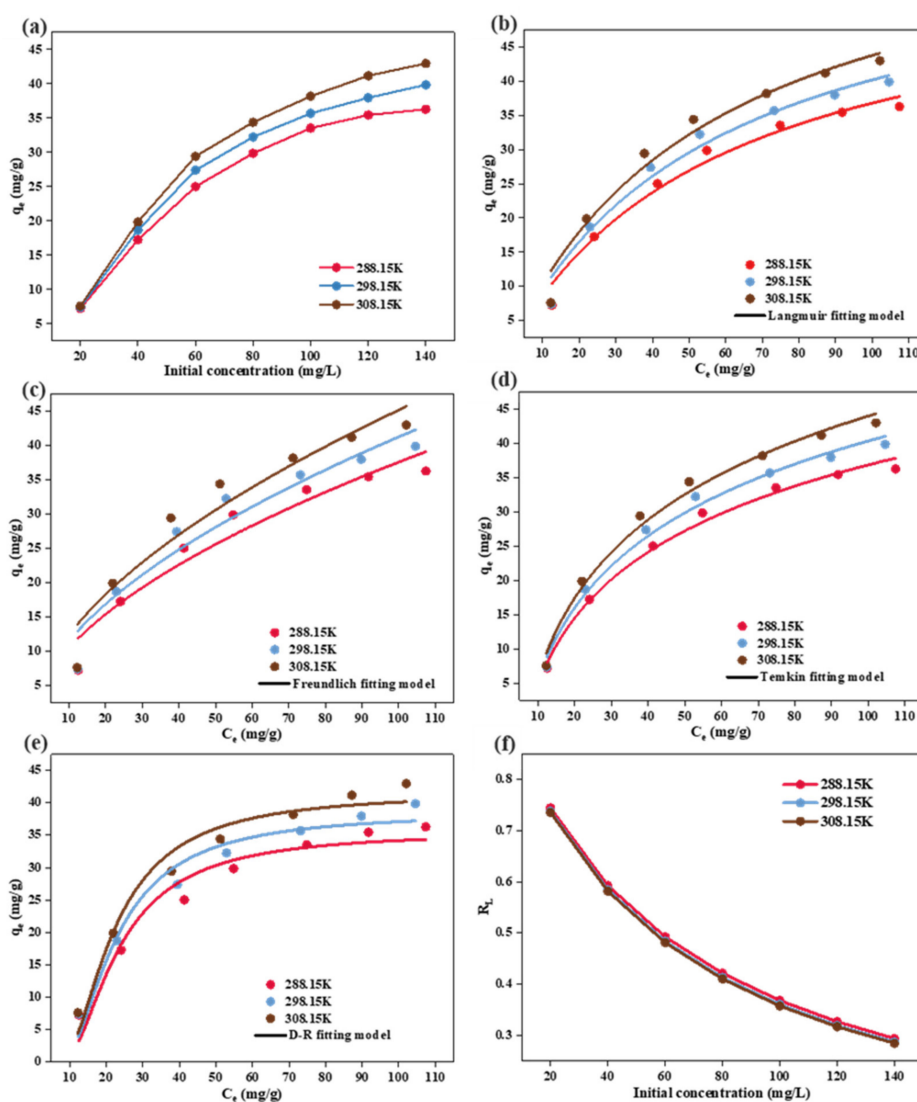 (a)
45
40
35
30
25
20
15
10
5
qe (mg/g)
288.15K
298.15K
308.15K
20 40 60 80 100 120 140
Initial concentration (mg/L)
(b)
45
40
35
30
25
20
15
10
5
qe (mg/g)
288.15K
298.15K
308.15K
Langmuir fitting model
10 20 30 40 50 60 70 80 90 100 110
Ce (mg/g)
(c)
45
40
35
30
25
20
15
10
5
qe (mg/g)
288.15K
298.15K
308.15K
Freundlich fitting model
10 20 30 40 50 60 70 80 90 100 110
Ce (mg/g)
(d)
45
40
35
30
25
20
15
10
5
qe (mg/g)
288.15K
298.15K
308.15K
Temkin fitting model
10 20 30 40 50 60 70 80 90 100 110
Ce (mg/g)
(e)
45
40
35
30
25
20
15
10
5
0
qe (mg/g)
288.15K
298.15K
308.15K
D-R fitting model
10 20 30 40 50 60 70 80 90 100 110
Ce (mg/g)
(f)
0.8
0.7
0.6
0.5
0.4
0.3
RL
288.15K
298.15K
308.15K
20 40 60 80 100 120 140
Initial concentration (mg/L)